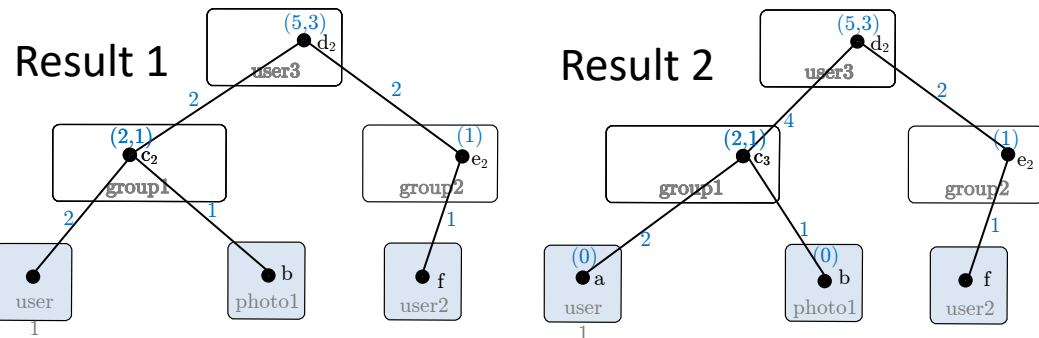 Result 1
(5,3)
d2
user3
2
2
(2,1)
c2
group1
(1)
e2
group2
2
1
1
user
1
b
photo1
f
user2
Result 2
(5,3)
d2
user3
4
2
(2,1)
c3
group1
(1)
e2
group2
2
1
1
(0)
a
user
1
(0)
b
photo1
f
user2